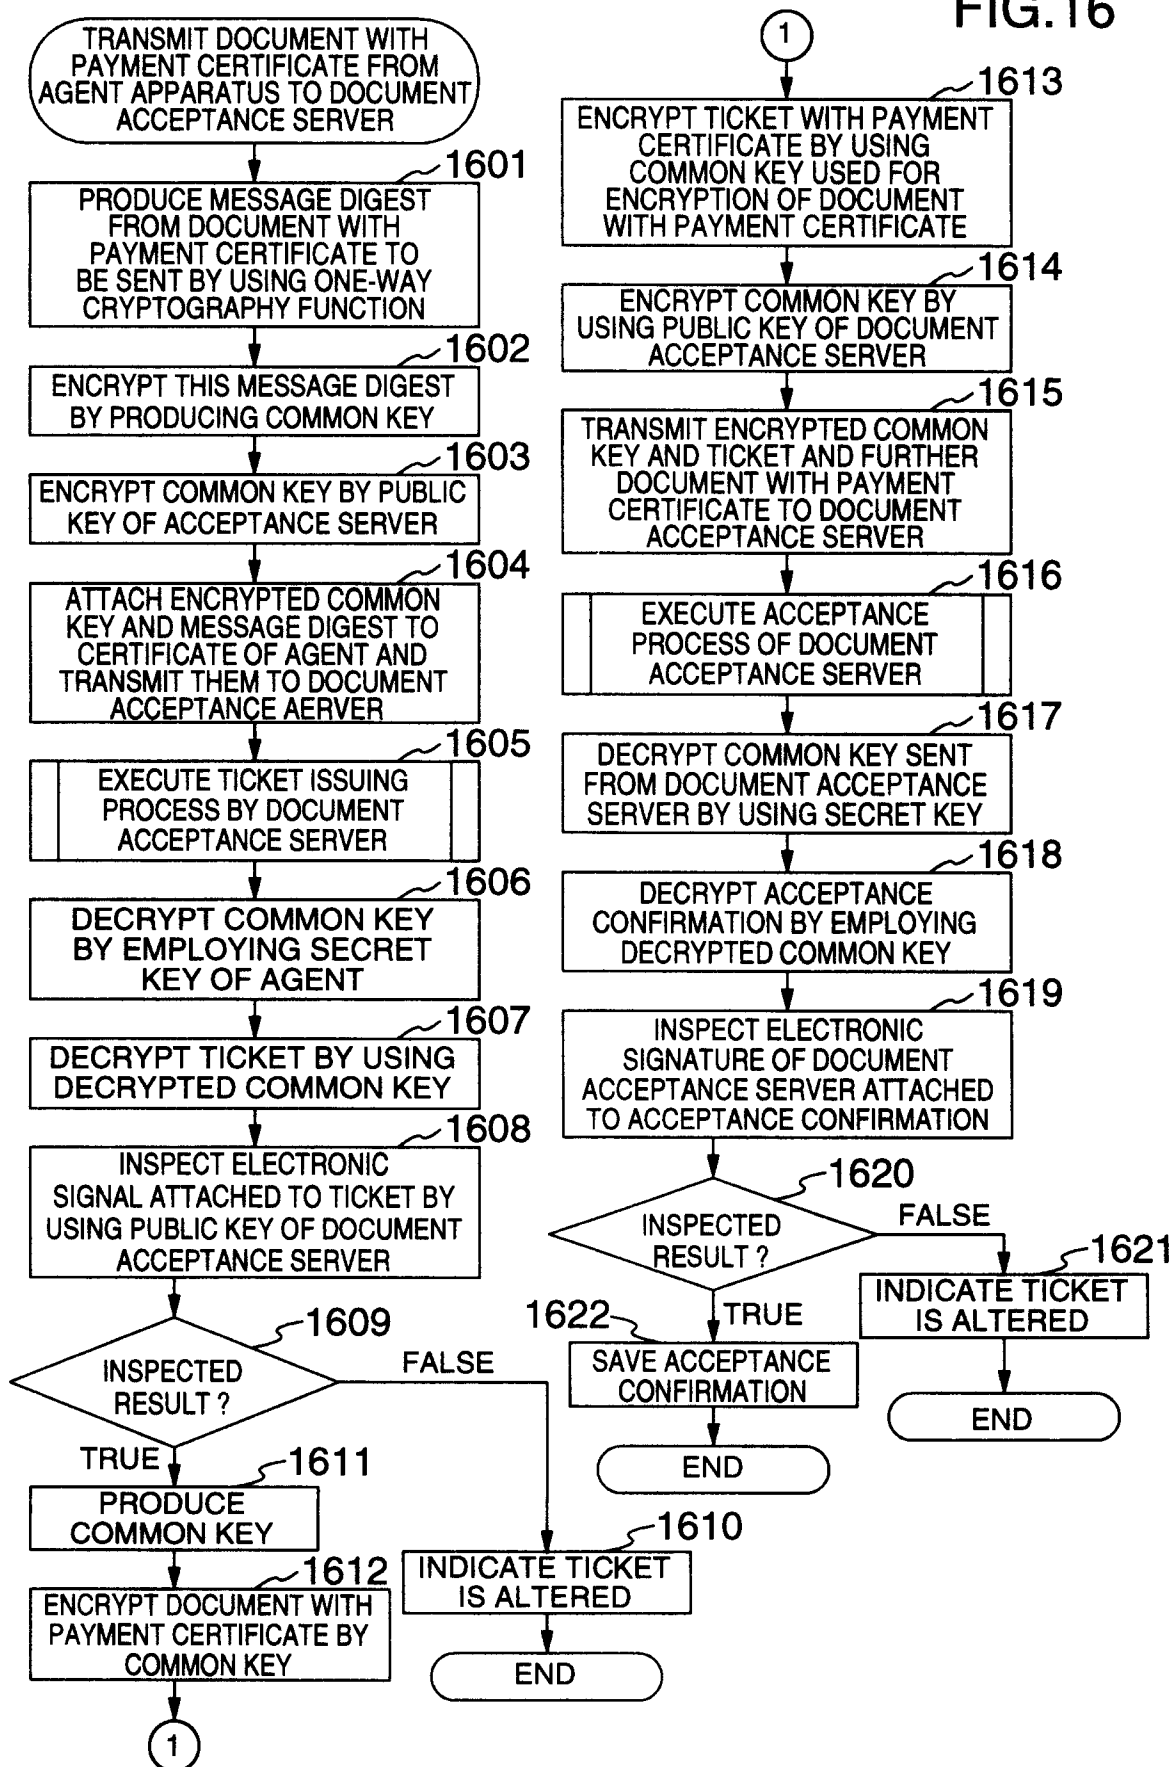 FIG.16
TRANSMIT DOCUMENT WITH
PAYMENT CERTIFICATE FROM
AGENT APPARATUS TO DOCUMENT
ACCEPTANCE SERVER
1601
PRODUCE MESSAGE DIGEST
FROM DOCUMENT WITH
PAYMENT CERTIFICATE TO
BE SENT BY USING ONE-WAY
CRYPTOGRAPHY FUNCTION
1602
ENCRYPT THIS MESSAGE DIGEST
BY PRODUCING COMMON KEY
1603
ENCRYPT COMMON KEY BY PUBLIC
KEY OF ACCEPTANCE SERVER
1604
ATTACH ENCRYPTED COMMON
KEY AND MESSAGE DIGEST TO
CERTIFICATE OF AGENT AND
TRANSMIT THEM TO DOCUMENT
ACCEPTANCE AERVER
1605
EXECUTE TICKET ISSUING
PROCESS BY DOCUMENT
ACCEPTANCE SERVER
1606
DECRYPT COMMON KEY
BY EMPLOYING SECRET
KEY OF AGENT
1607
DECRYPT TICKET BY USING
DECRYPTED COMMON KEY
1608
INSPECT ELECTRONIC
SIGNAL ATTACHED TO TICKET BY
USING PUBLIC KEY OF DOCUMENT
ACCEPTANCE SERVER
1609
INSPECTED
RESULT ?
FALSE
TRUE
1611
PRODUCE
COMMON KEY
1610
INDICATE TICKET
IS ALTERED
END
1612
ENCRYPT DOCUMENT WITH
PAYMENT CERTIFICATE BY
COMMON KEY
1
1
1613
ENCRYPT TICKET WITH PAYMENT
CERTIFICATE BY USING
COMMON KEY USED FOR
ENCRYPTION OF DOCUMENT
WITH PAYMENT CERTIFICATE
1614
ENCRYPT COMMON KEY BY
USING PUBLIC KEY OF DOCUMENT
ACCEPTANCE SERVER
1615
TRANSMIT ENCRYPTED COMMON
KEY AND TICKET AND FURTHER
DOCUMENT WITH PAYMENT
CERTIFICATE TO DOCUMENT
ACCEPTANCE SERVER
1616
EXECUTE ACCEPTANCE
PROCESS OF DOCUMENT
ACCEPTANCE SERVER
1617
DECRYPT COMMON KEY SENT
FROM DOCUMENT ACCEPTANCE
SERVER BY USING SECRET KEY
1618
DECRYPT ACCEPTANCE
CONFIRMATION BY EMPLOYING
DECRYPTED COMMON KEY
1619
INSPECT ELECTRONIC
SIGNATURE OF DOCUMENT
ACCEPTANCE SERVER ATTACHED
TO ACCEPTANCE CONFIRMATION
1620
INSPECTED
RESULT ?
FALSE
1621
INDICATE TICKET
IS ALTERED
END
TRUE
1622
SAVE ACCEPTANCE
CONFIRMATION
END